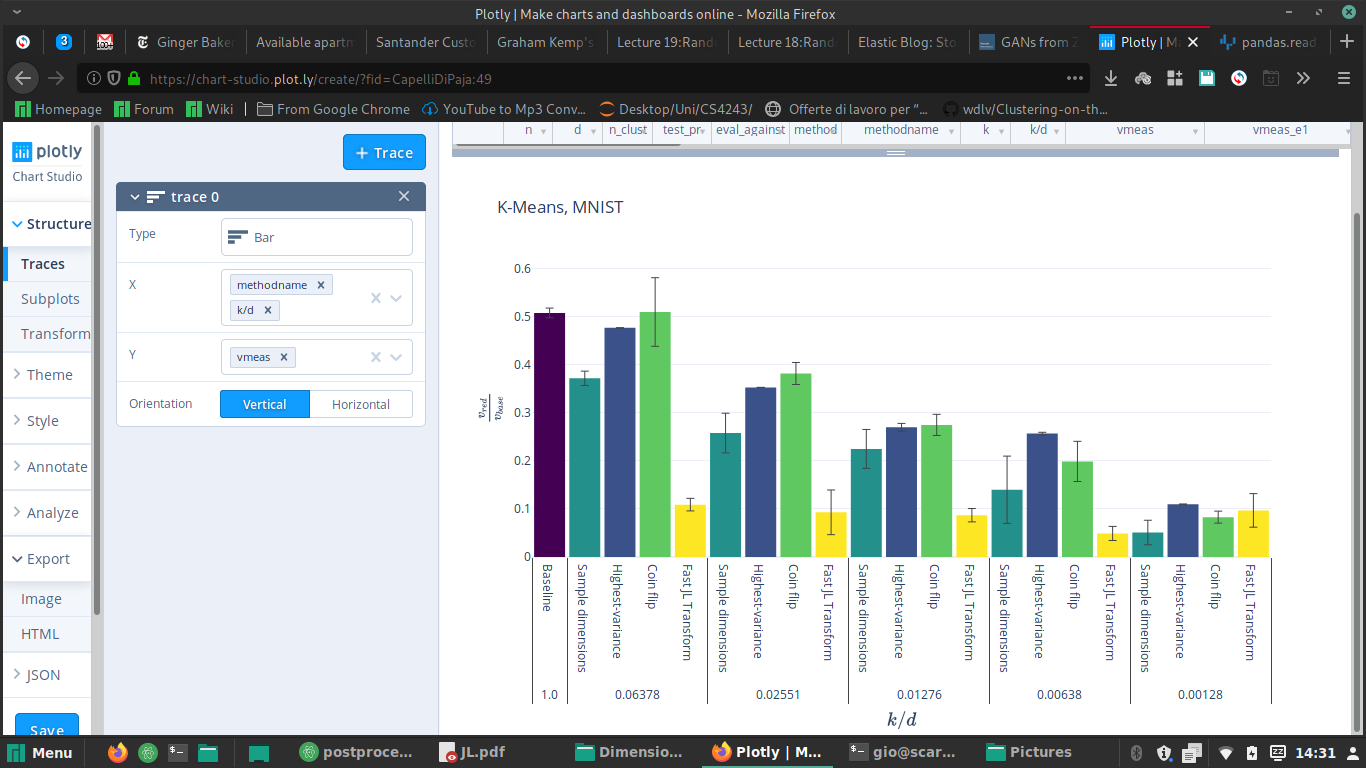 Plotly | Make charts and dashboards online - Mozilla Firefox
3
Ginger Baker
Available apartm
Santander Custo
Graham Kemp's
Lecture 19:Rand
Lecture 18:Rand
Elastic Blog: Sto
GANs from
Plotly | M
pandas.read
https://chart-studio.plot.ly/create/?fid=CapelliDiPaja:49
Homepage
Forum
Wiki
From Google Chrome
YouTube to Mp3 Conv...
Desktop/Uni/CS4243/
Offerte di lavoro per "...
wdlv/Clustering-on-th...
plotly
Chart Studio
Structure
Traces
Subplots
Transform
Theme
Style
Annotate
Analyze
Export
Image
HTML
JSON
Save
+ Trace
trace 0
Type
Bar
X
methodname
k/d
Y
vmeas
Orientation
Vertical
Horizontal
n d n_clust test_pr eval_against method methodname k k/d vmeas vmeas_e1
K-Means, MNIST
0.6
0.5
0.4
0.3
0.2
0.1
0
v_red
v_base
Baseline
Sample dimensions
Highest-variance
Coin flip
Fast JL Transform
Sample dimensions
Highest-variance
Coin flip
Fast JL Transform
Sample dimensions
Highest-variance
Coin flip
Fast JL Transform
Sample dimensions
Highest-variance
Coin flip
Fast JL Transform
Sample dimensions
Highest-variance
Coin flip
Fast JL Transform
1.0 0.06378 0.02551 0.01276 0.00638 0.00128
k/d
Menu
postproce...
JL.pdf
Dimensio...
Plotly | M...
gio@scar...
Pictures
14:31